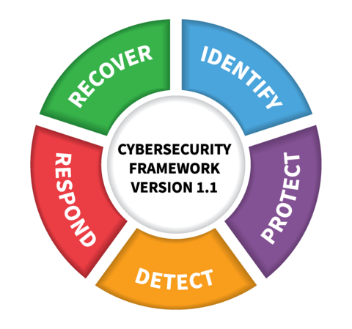 RECOVER
IDENTIFY
PROTECT
DETECT
RESPOND
CYBERSECURITY
FRAMEWORK
VERSION 1.1